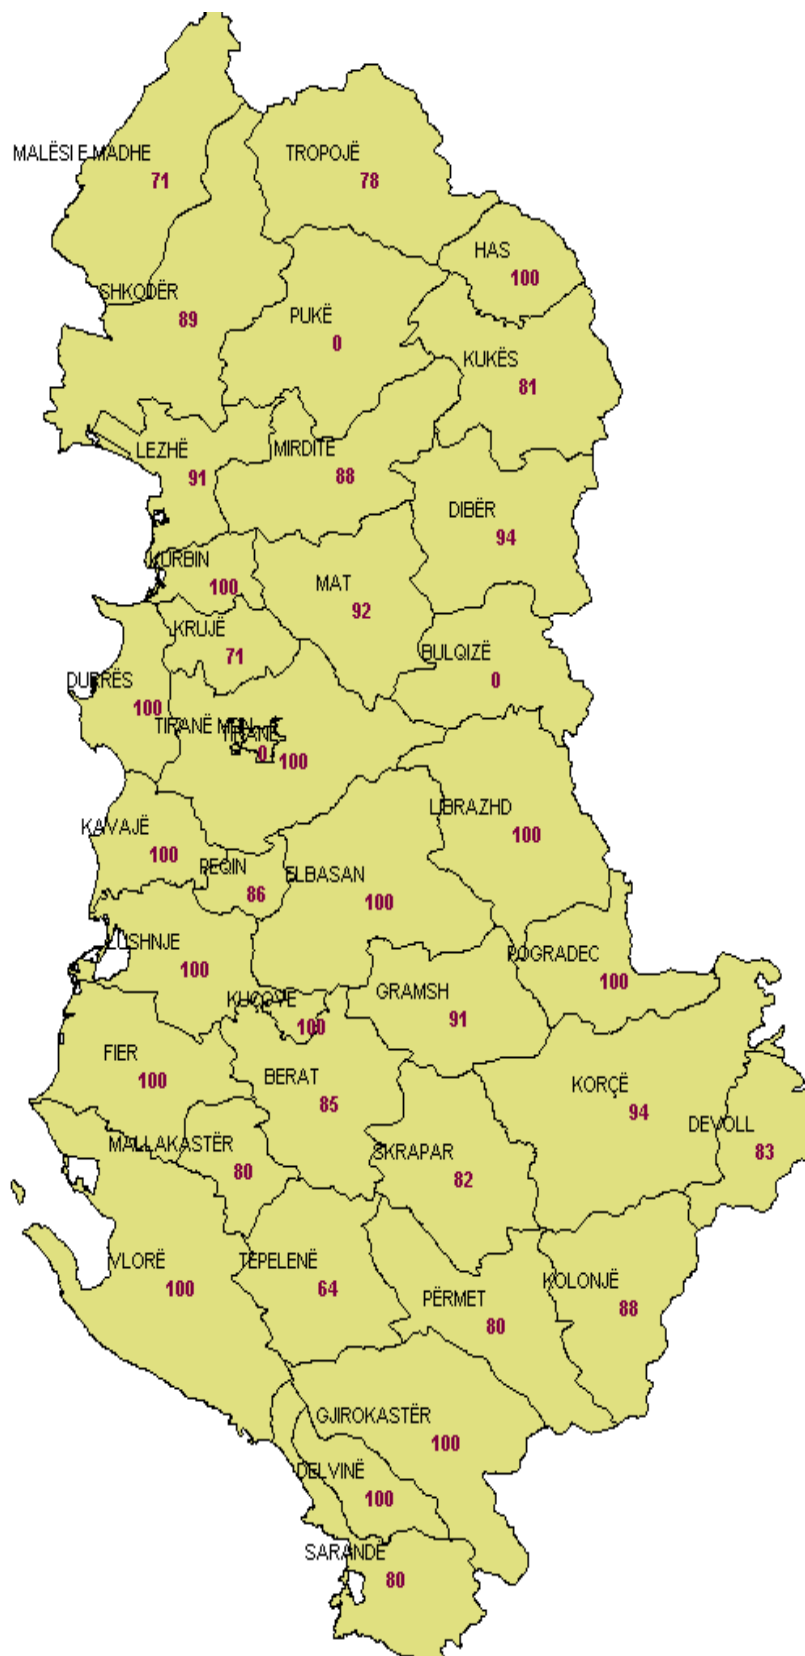 MALËSI E MADHE
71
TROPOJË
78
HAS
100
SHKODËR
89
PUKË
0
KUKËS
81
LEZHË
91
MIRDITË
88
DIBËR
94
KURBIN
100
MAT
92
KRUJË
71
BULQIZË
0
DURRËS
100
TIRANË MUN
TIRANË
0
100
LIBRAZHD
100
KAVAJË
100
PEQIN
86
ELBASAN
100
LUSHNJE
100
POGRADEC
100
KUÇOVË
100
GRAMSH
91
FIER
100
BERAT
85
KORÇË
94
DEVOLL
83
MALLAKASTËR
80
SKRAPAR
82
VLORË
100
TEPELENË
64
PËRMET
80
KOLONJË
88
GJIROKASTËR
100
DELVINË
100
SARANDË
80